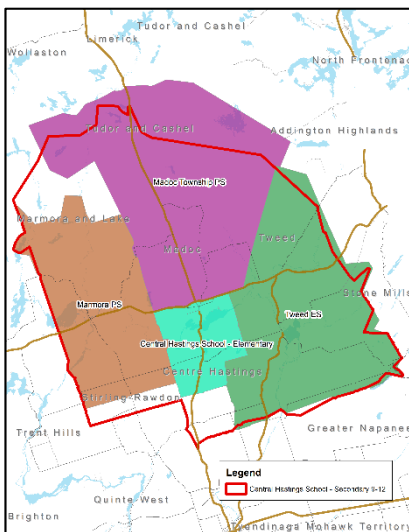 Tudor and Cashel
Limerick
Wollaston
North Frontenac
Tudor and Cashel
Addington Highlands
Madoc Township PS
Marmora and Lake
Tweed
Madoc
Stone Mills
Marmora PS
Tweed ES
Central Hastings School - Elementary
Centre Hastings
Stirling-Rawdon
Trent Hills
Greater Napanee
Legend
Central Hastings School - Secondary 9-12
Quinte West
Brighton
Tyendinaga Mohawk Territory